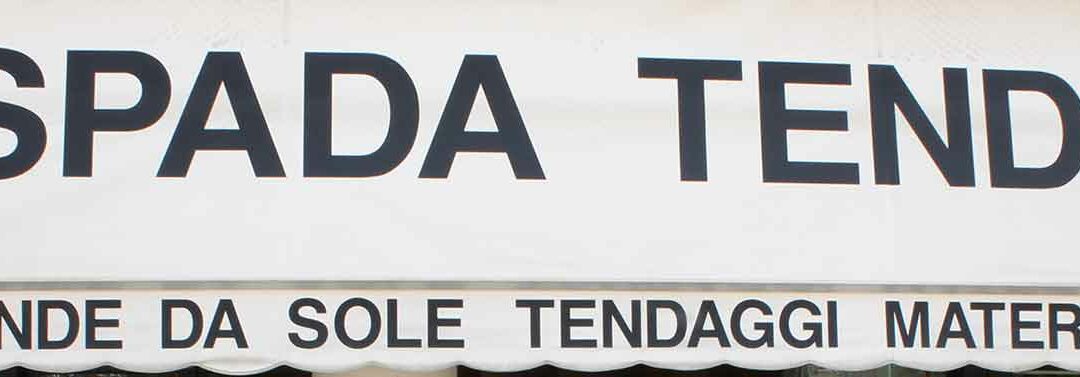 SPADA TEND
NDE DA SOLE TENDAGGI MATER